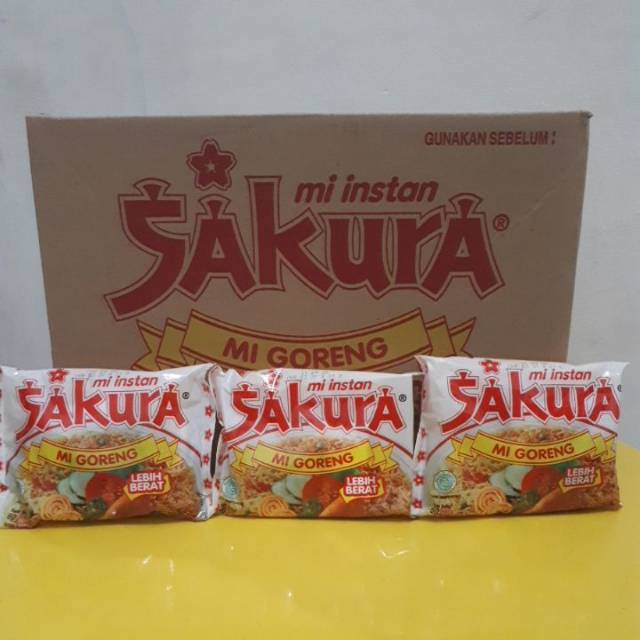 GUNAKAN SEBELUM :
mi instan
SAKURA®
MI GORENG
mi instan
SAKURA®
MI GORENG
LEBIH
BERAT
mi instan
SAKURA®
MI GORENG
LEBIH
BERAT
mi instan
SAKURA®
MI GORENG
LEBIH
BERAT